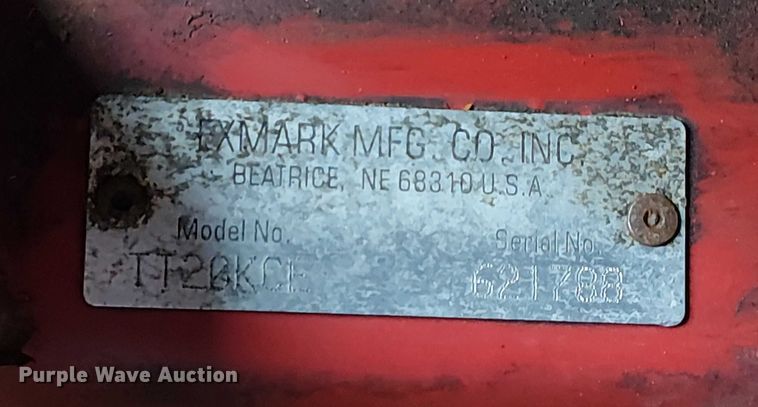 EXMARK MFG. CO. INC.
BEATRICE, NE 68310 U.S.A.
Model No. Serial No.
TT20KCE 621788
Purple Wave Auction